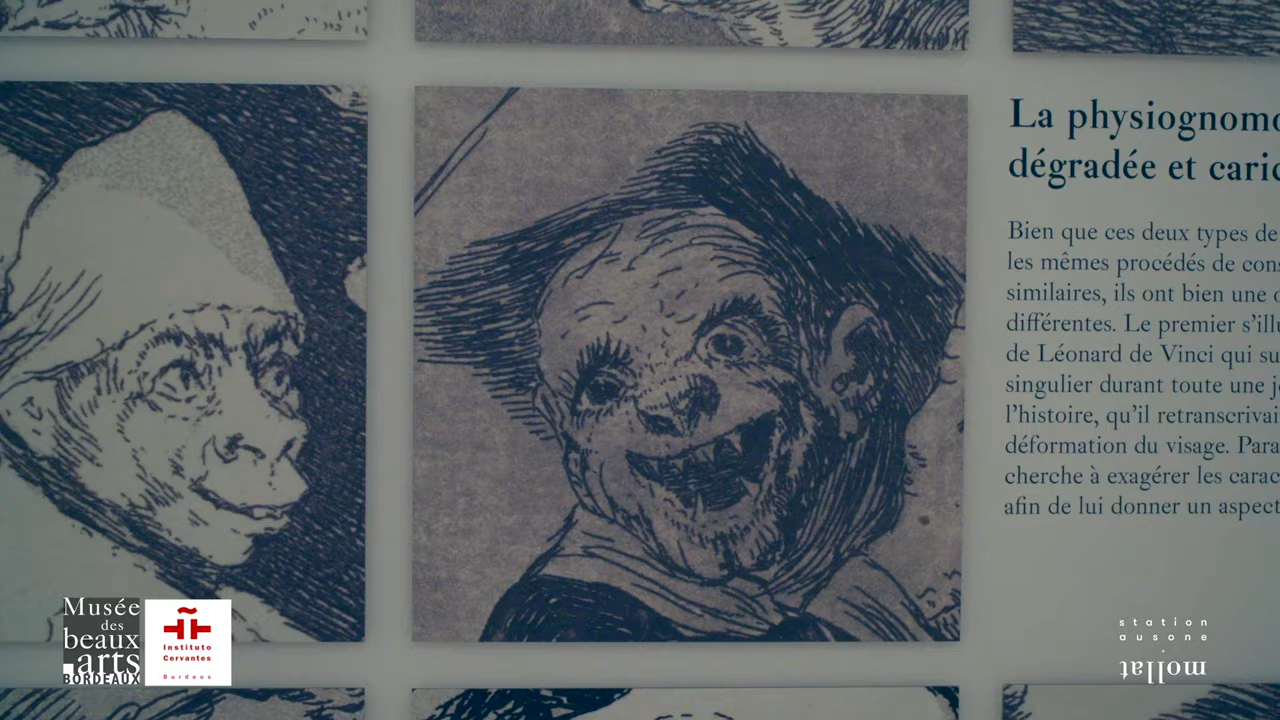 La physiognomo
dégradée et caric
Bien que ces deux types de
les mêmes procédés de cons
similaires, ils ont bien une
différentes. Le premier s’illu
de Léonard de Vinci qui su
singulier durant toute une j
l’histoire, qu’il retranscrivai
déformation du visage. Para
cherche à exagérer les carac
afin de lui donner un aspect
Musée
des
beaux
.arts
BORDEAUX
Instituto
Cervantes
Burdeos
station
ausone
mollat